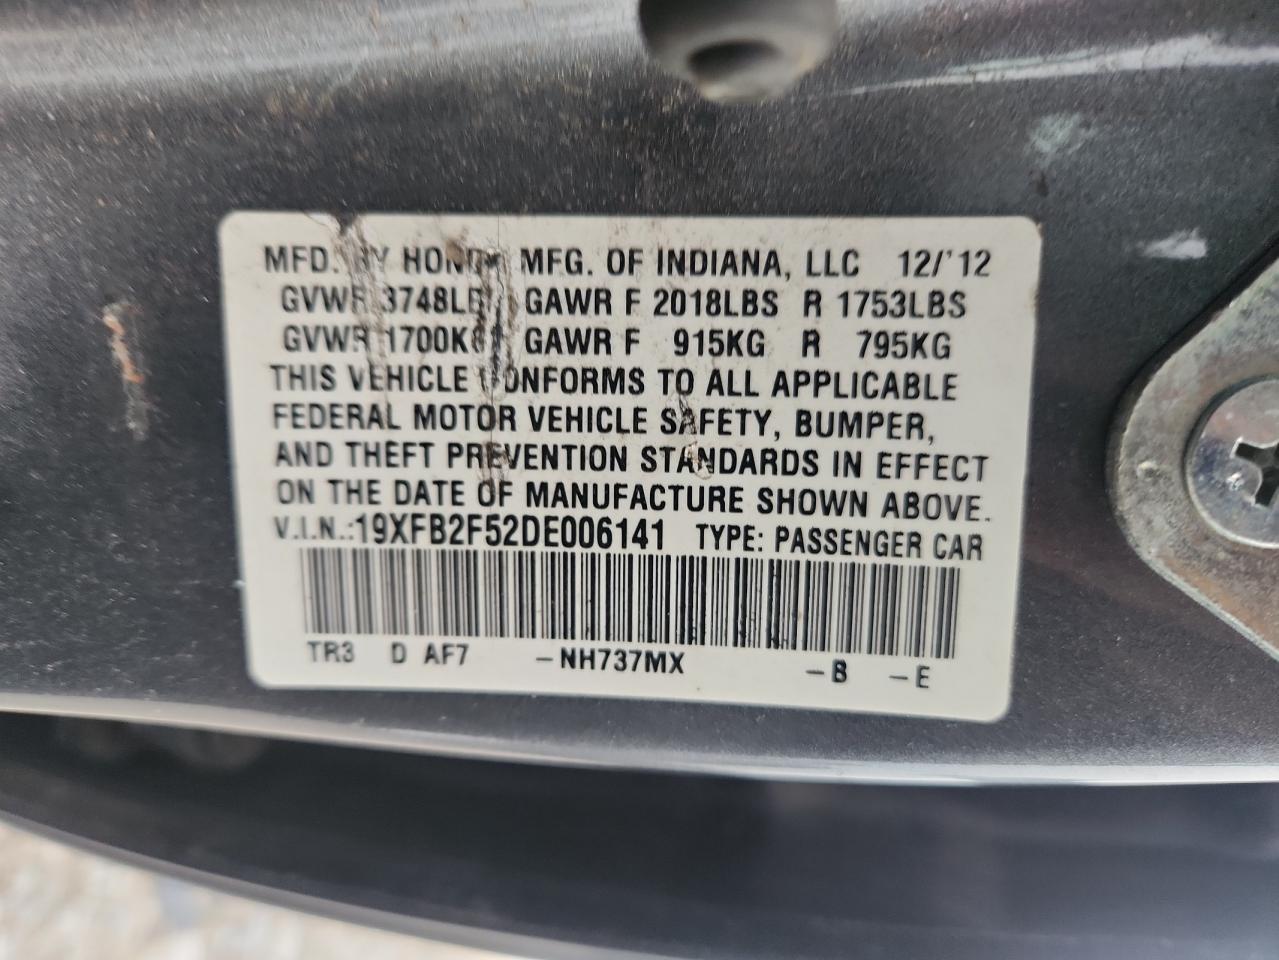 MFD. BY HONDA MFG. OF INDIANA, LLC 12/'12
GVWR 3748LBS GAWR F 2018LBS R 1753LBS
GVWR 1700KG GAWR F 915KG R 795KG
THIS VEHICLE CONFORMS TO ALL APPLICABLE
FEDERAL MOTOR VEHICLE SAFETY, BUMPER,
AND THEFT PREVENTION STANDARDS IN EFFECT
ON THE DATE OF MANUFACTURE SHOWN ABOVE.
V.I.N.:19XFB2F52DE006141 TYPE: PASSENGER CAR
TR3 D AF7 -NH737MX -B -E